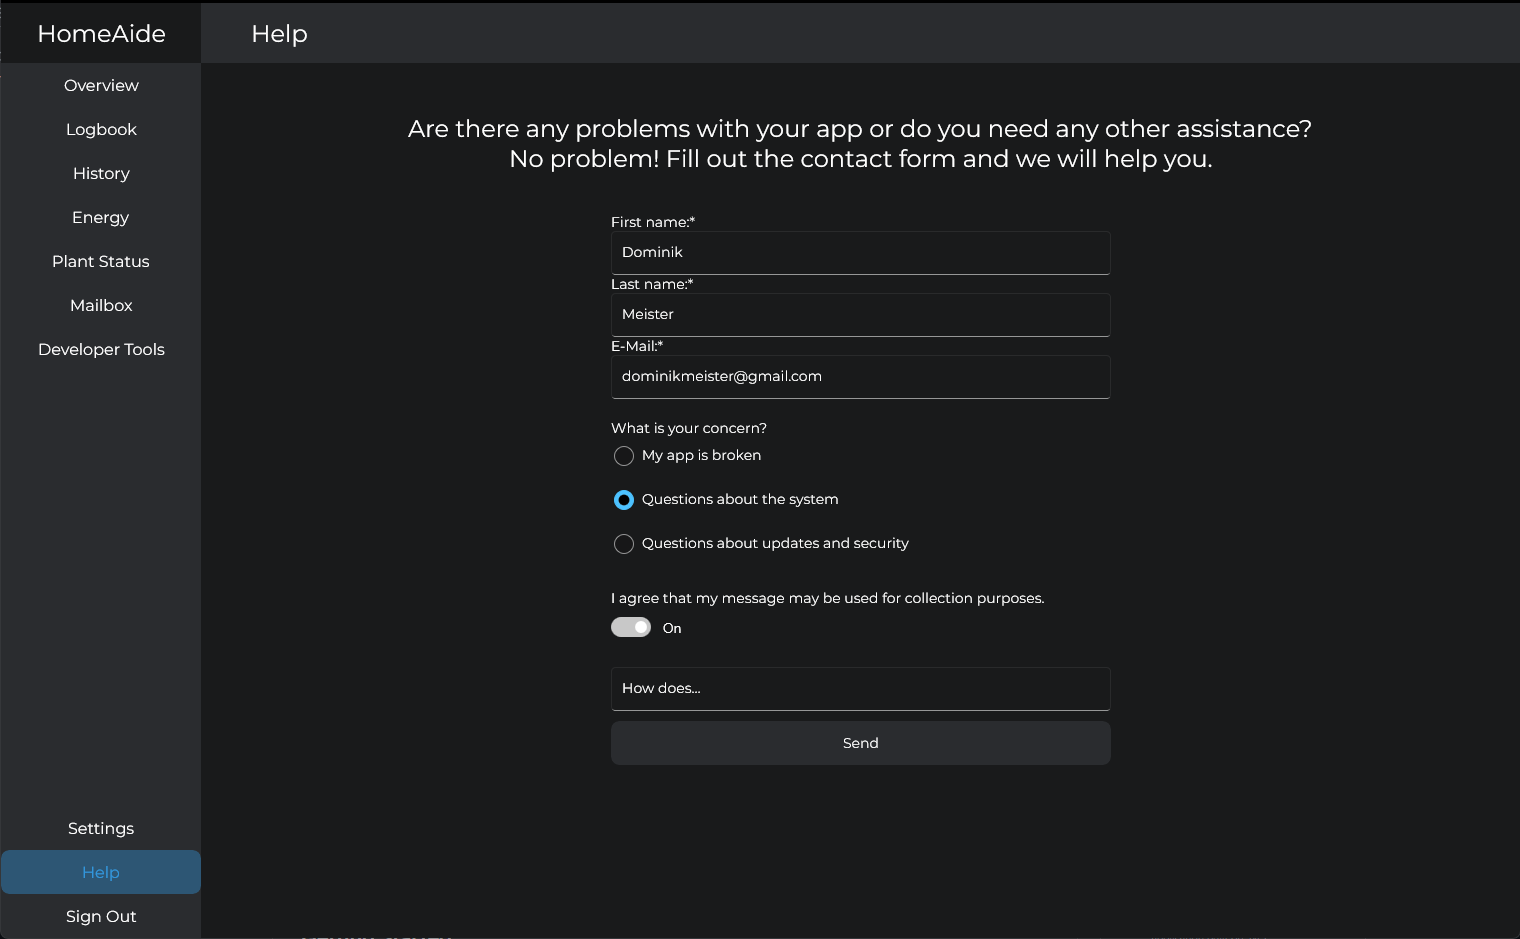 HomeAide
Help
Overview
Logbook
History
Energy
Plant Status
Mailbox
Developer Tools
Settings
Help
Sign Out
Are there any problems with your app or do you need any other assistance?
No problem! Fill out the contact form and we will help you.
First name:*
Dominik
Last name:*
Meister
E-Mail:*
dominikmeister@gmail.com
What is your concern?
My app is broken
Questions about the system
Questions about updates and security
I agree that my message may be used for collection purposes.
On
How does...
Send